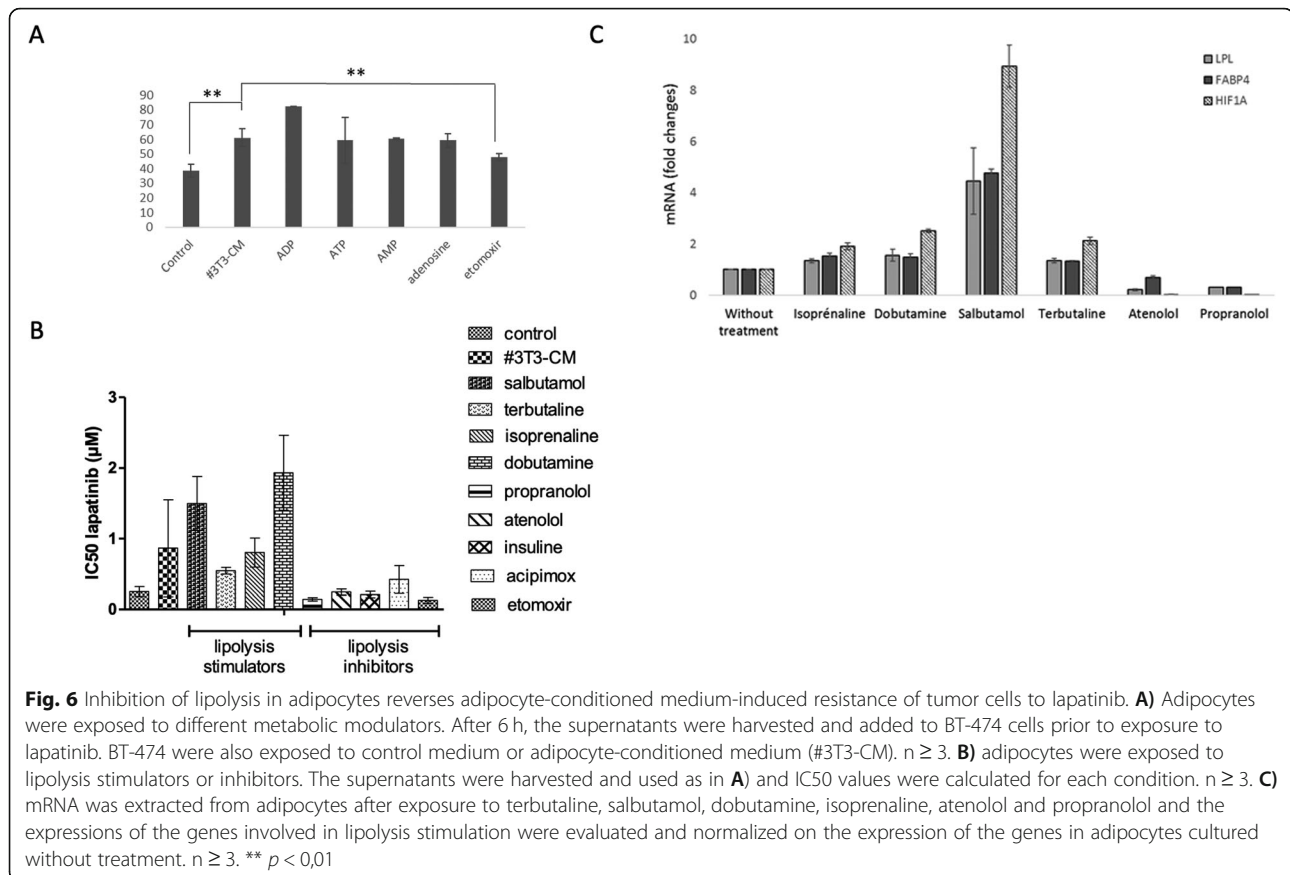 A
**
**
90
80
70
60
50
40
30
20
10
0
Control
#3T3-CM
ADP
ATP
AMP
adenosine
etomoxir
C
10
8
6
4
2
0
mRNA (fold changes)
LPL
FABP4
HIF1A
Without treatment
Isoprénaline
Dobutamine
Salbutamol
Terbutaline
Atenolol
Propranolol
B
IC50 lapatinib (µM)
3
2
1
0
control
#3T3-CM
salbutamol
terbutaline
isoprenaline
dobutamine
propranolol
atenolol
insuline
acipimox
etomoxir
lipolysis stimulators
lipolysis inhibitors
Fig. 6 Inhibition of lipolysis in adipocytes reverses adipocyte-conditioned medium-induced resistance of tumor cells to lapatinib. A) Adipocytes
were exposed to different metabolic modulators. After 6 h, the supernatants were harvested and added to BT-474 cells prior to exposure to
lapatinib. BT-474 were also exposed to control medium or adipocyte-conditioned medium (#3T3-CM). n ≥ 3. B) adipocytes were exposed to
lipolysis stimulators or inhibitors. The supernatants were harvested and used as in A) and IC50 values were calculated for each condition. n ≥ 3. C)
mRNA was extracted from adipocytes after exposure to terbutaline, salbutamol, dobutamine, isoprenaline, atenolol and propranolol and the
expressions of the genes involved in lipolysis stimulation were evaluated and normalized on the expression of the genes in adipocytes cultured
without treatment. n ≥ 3. ** p < 0,01